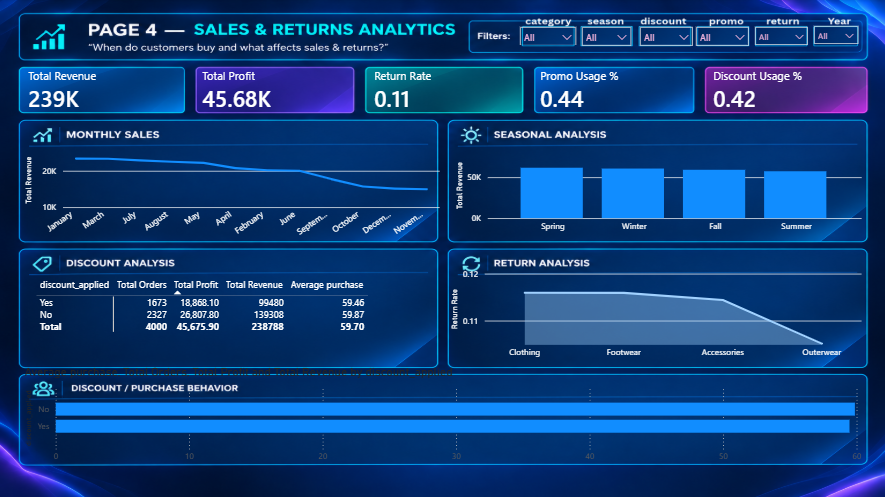 PAGE 4 — SALES & RETURNS ANALYTICS
"When do customers buy and what affects sales & returns?"
Filters:
category season discount promo return Year
All All All All All All
Total Revenue
239K
Total Profit
45.68K
Return Rate
0.11
Promo Usage %
0.44
Discount Usage %
0.42
MONTHLY SALES
Total Revenue
20K
10K
January March July August May April February June Septem... October Decem... Novem...
SEASONAL ANALYSIS
Total Revenue
50K
0K
Spring Winter Fall Summer
DISCOUNT ANALYSIS
discount_applied Total Orders Total Profit Total Revenue Average purchase
Yes 1673 18,868.10 99480 59.46
No 2327 26,807.80 139308 59.87
Total 4000 45,675.90 238788 59.70
RETURN ANALYSIS
Return Rate
0.12
0.11
Clothing Footwear Accessories Outerwear
DISCOUNT / PURCHASE BEHAVIOR
No
Yes
0 10 20 30 40 50 60